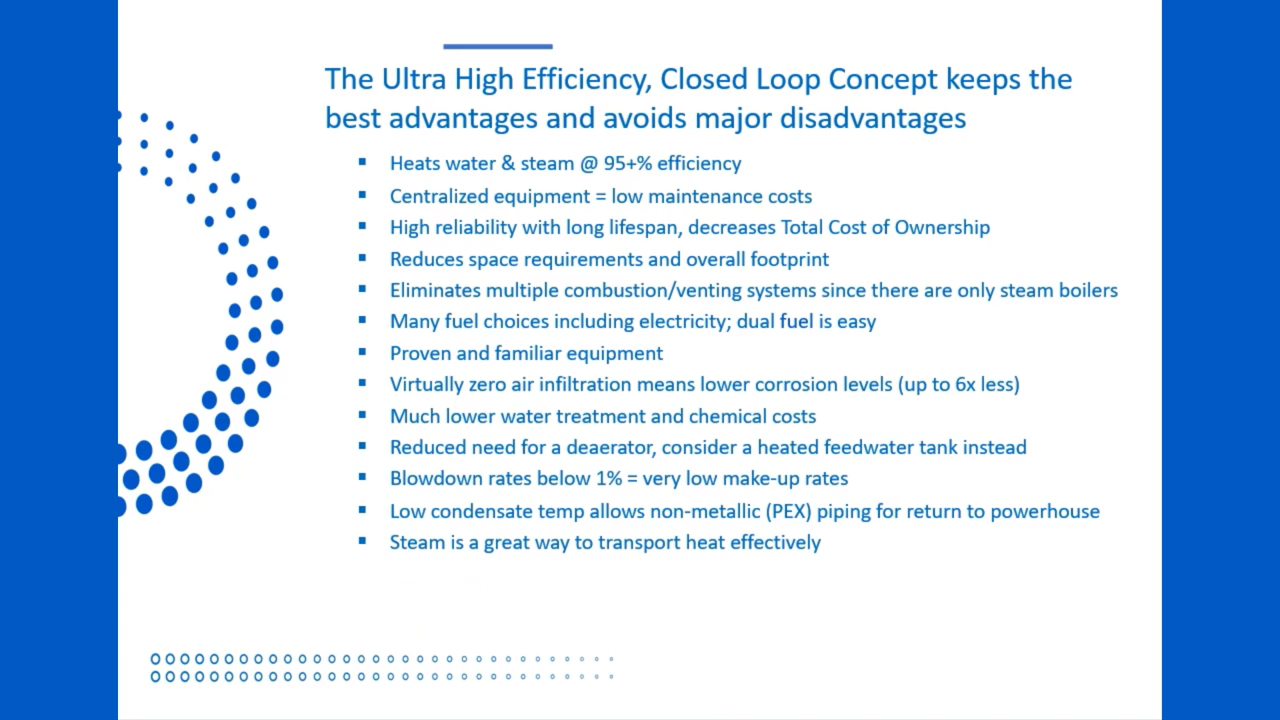 The Ultra High Efficiency, Closed Loop Concept keeps the
best advantages and avoids major disadvantages
▪ Heats water & steam @ 95+% efficiency
▪ Centralized equipment = low maintenance costs
▪ High reliability with long lifespan, decreases Total Cost of Ownership
▪ Reduces space requirements and overall footprint
▪ Eliminates multiple combustion/venting systems since there are only steam boilers
▪ Many fuel choices including electricity; dual fuel is easy
▪ Proven and familiar equipment
▪ Virtually zero air infiltration means lower corrosion levels (up to 6x less)
▪ Much lower water treatment and chemical costs
▪ Reduced need for a deaerator, consider a heated feedwater tank instead
▪ Blowdown rates below 1% = very low make-up rates
▪ Low condensate temp allows non-metallic (PEX) piping for return to powerhouse
▪ Steam is a great way to transport heat effectively